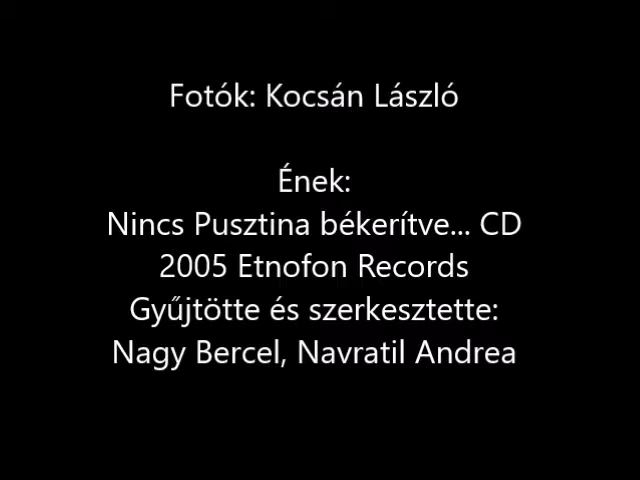 Fotók: Kocsán László
Ének:
Nincs Pusztina békerítve... CD
2005 Etnofon Records
Gyűjtötte és szerkesztette:
Nagy Bercel, Navratil Andrea